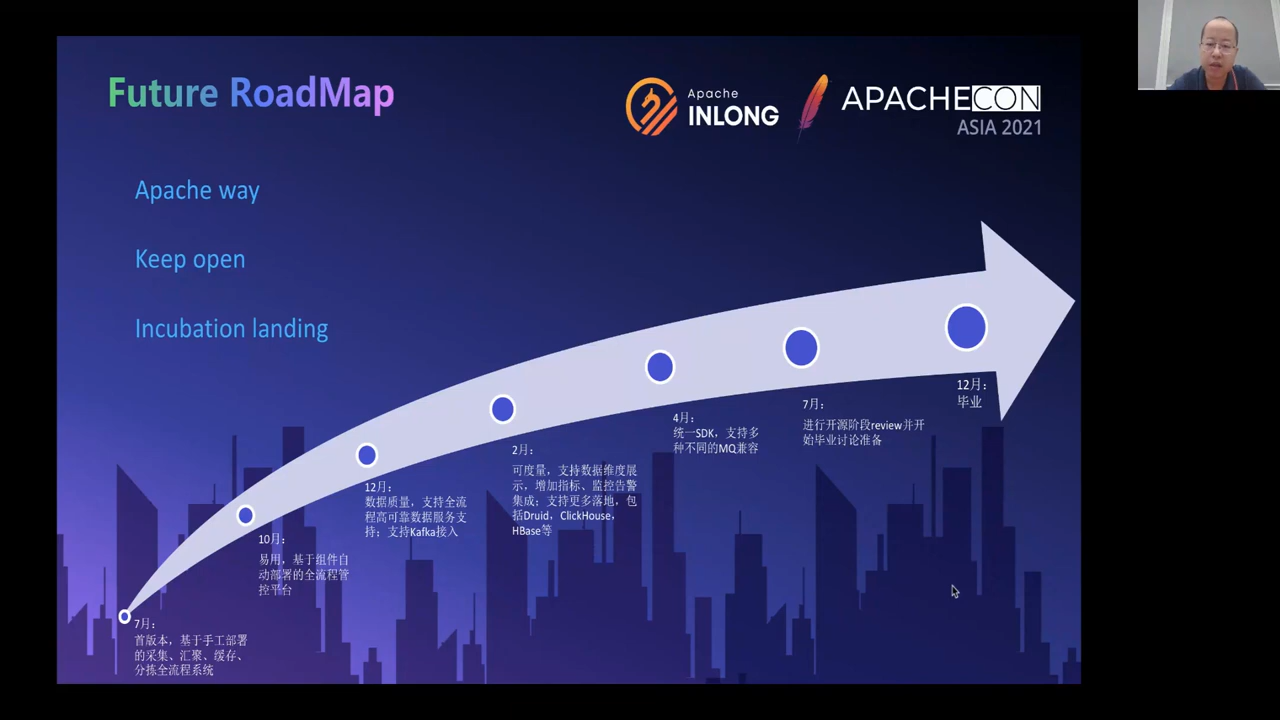 Future RoadMap
Apache
INLONG
APACHECON
ASIA 2021
Apache way
Keep open
Incubation landing
7月：
首版本，基于手工部署
的采集、汇聚、缓存、
分拣全流程系统
10月：
易用，基于组件自
动部署的全流程管
控平台
12月：
数据质量，支持全流
程高可靠数据服务支
持；支持Kafka接入
2月：
可度量，支持数据维度展
示，增加指标、监控告警
集成；支持更多落地，包
括Druid，ClickHouse，
HBase等
4月：
统一SDK，支持多
种不同的MQ兼容
7月：
进行开源阶段review并开
始毕业讨论准备
12月：
毕业